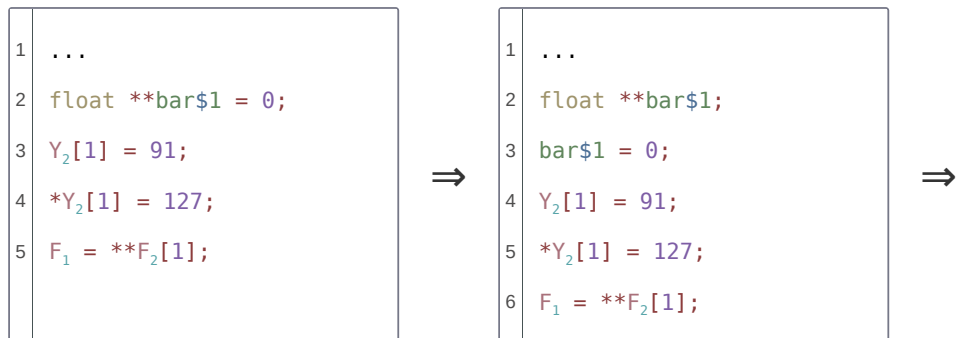 1 ...
2 float **bar$1 = 0;
3 Y₂[1] = 91;
4 *Y₂[1] = 127;
5 F₁ = **F₂[1];
⇒
1 ...
2 float **bar$1;
3 bar$1 = 0;
4 Y₂[1] = 91;
5 *Y₂[1] = 127;
6 F₁ = **F₂[1];
⇒